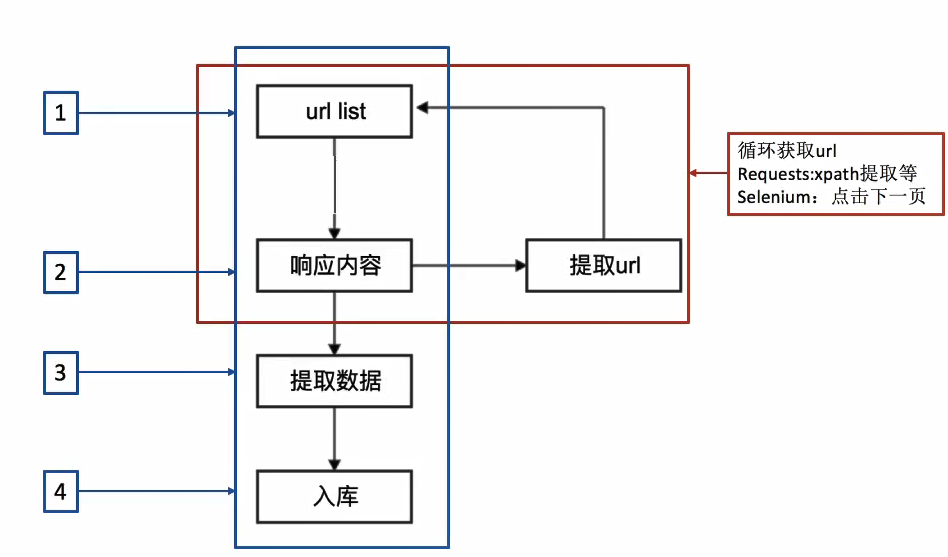 1
url list
循环获取url
Requests:xpath提取等
Selenium：点击下一页
2
响应内容
提取url
3
提取数据
4
入库